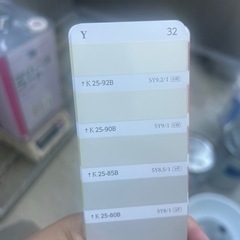 Y 32
↑K 25-92B 5Y9.2/1
↑K 25-90B 5Y9/1
↑K 25-85B 5Y8.5/1
↑K 25-80B 5Y8/1